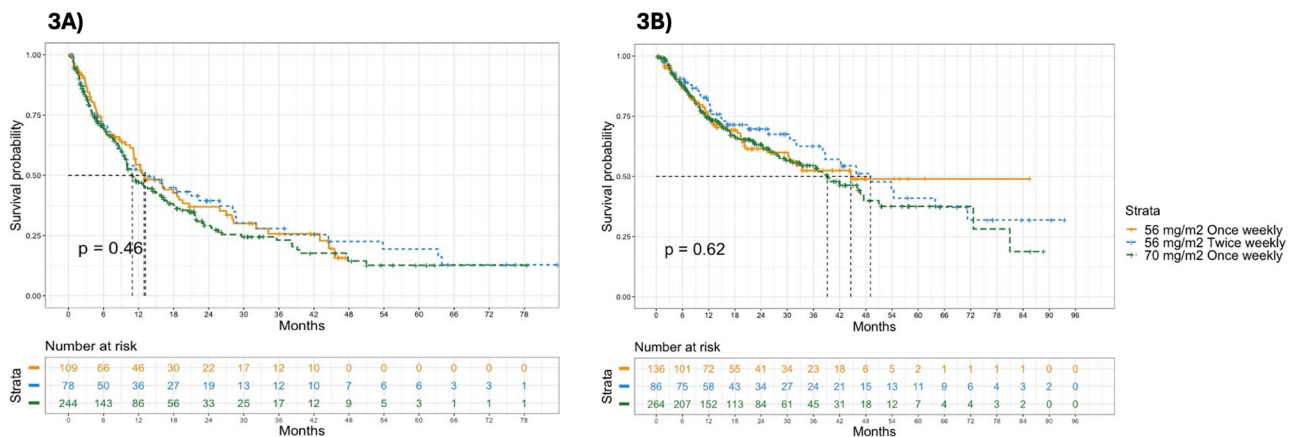 3A)
Survival probability
1.00
0.75
0.50
0.25
0.00
p = 0.46
0 6 12 18 24 30 36 42 48 54 60 66 72 78
Months
Number at risk
Strata
109 66 46 30 22 17 12 10 0 0 0 0 0 0
78 50 36 27 19 13 12 10 7 6 6 3 3 1
244 143 86 56 33 25 17 12 9 5 3 1 1 1
0 6 12 18 24 30 36 42 48 54 60 66 72 78
Months
3B)
Survival probability
1.00
0.75
0.50
0.25
0.00
p = 0.62
0 6 12 18 24 30 36 42 48 54 60 66 72 78 84 90 96
Months
Strata
56 mg/m2 Once weekly
56 mg/m2 Twice weekly
70 mg/m2 Once weekly
Number at risk
Strata
136 101 72 55 41 34 23 18 6 5 2 1 1 1 1 0 0
86 75 58 43 34 27 24 21 15 13 11 9 6 4 3 2 0
264 207 152 113 84 61 45 31 18 12 7 4 4 3 2 0 0
0 6 12 18 24 30 36 42 48 54 60 66 72 78 84 90 96
Months